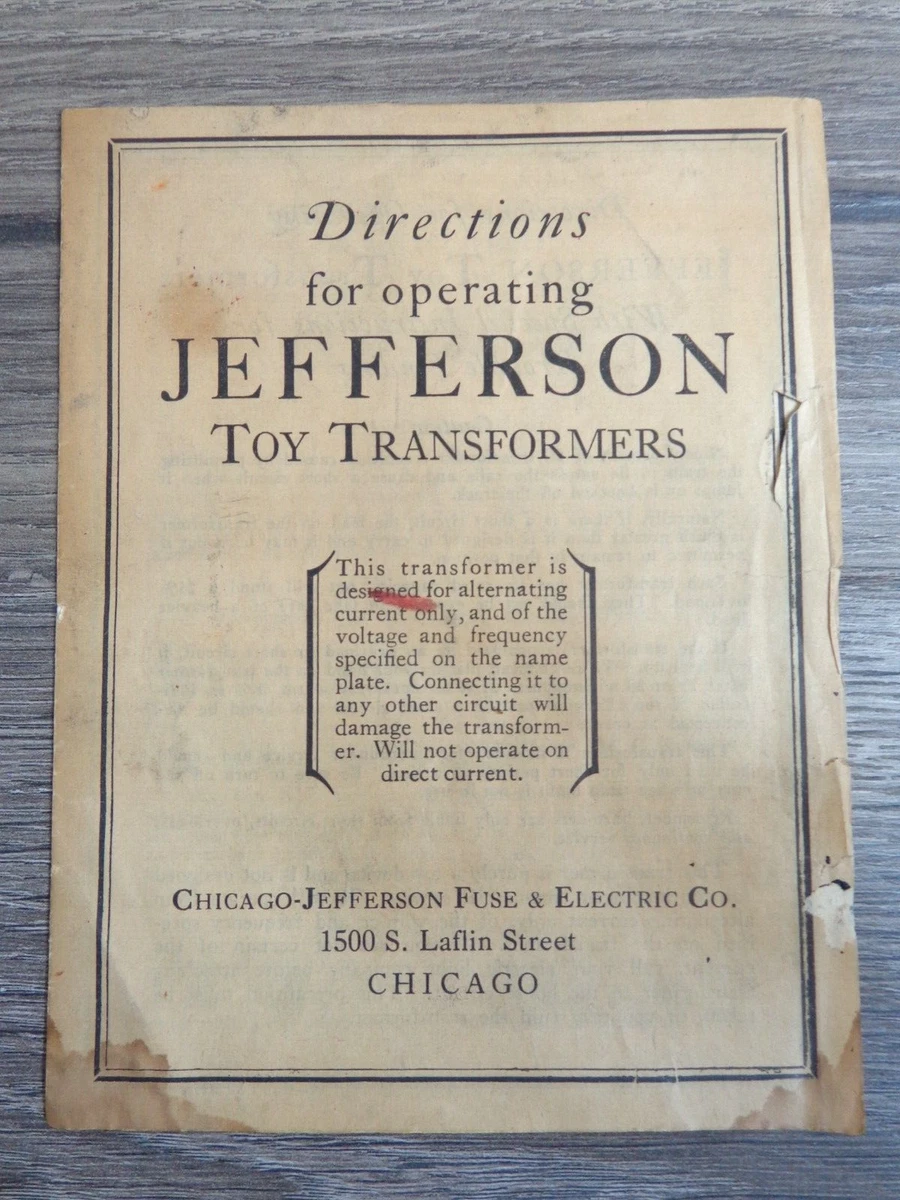 Directions
for operating
JEFFERSON
TOY TRANSFORMERS
This transformer is
designed for alternating
current only, and of the
voltage and frequency
specified on the name
plate. Connecting it to
any other circuit will
damage the transform-
er. Will not operate on
direct current.
CHICAGO-JEFFERSON FUSE & ELECTRIC CO.
1500 S. Laflin Street
CHICAGO